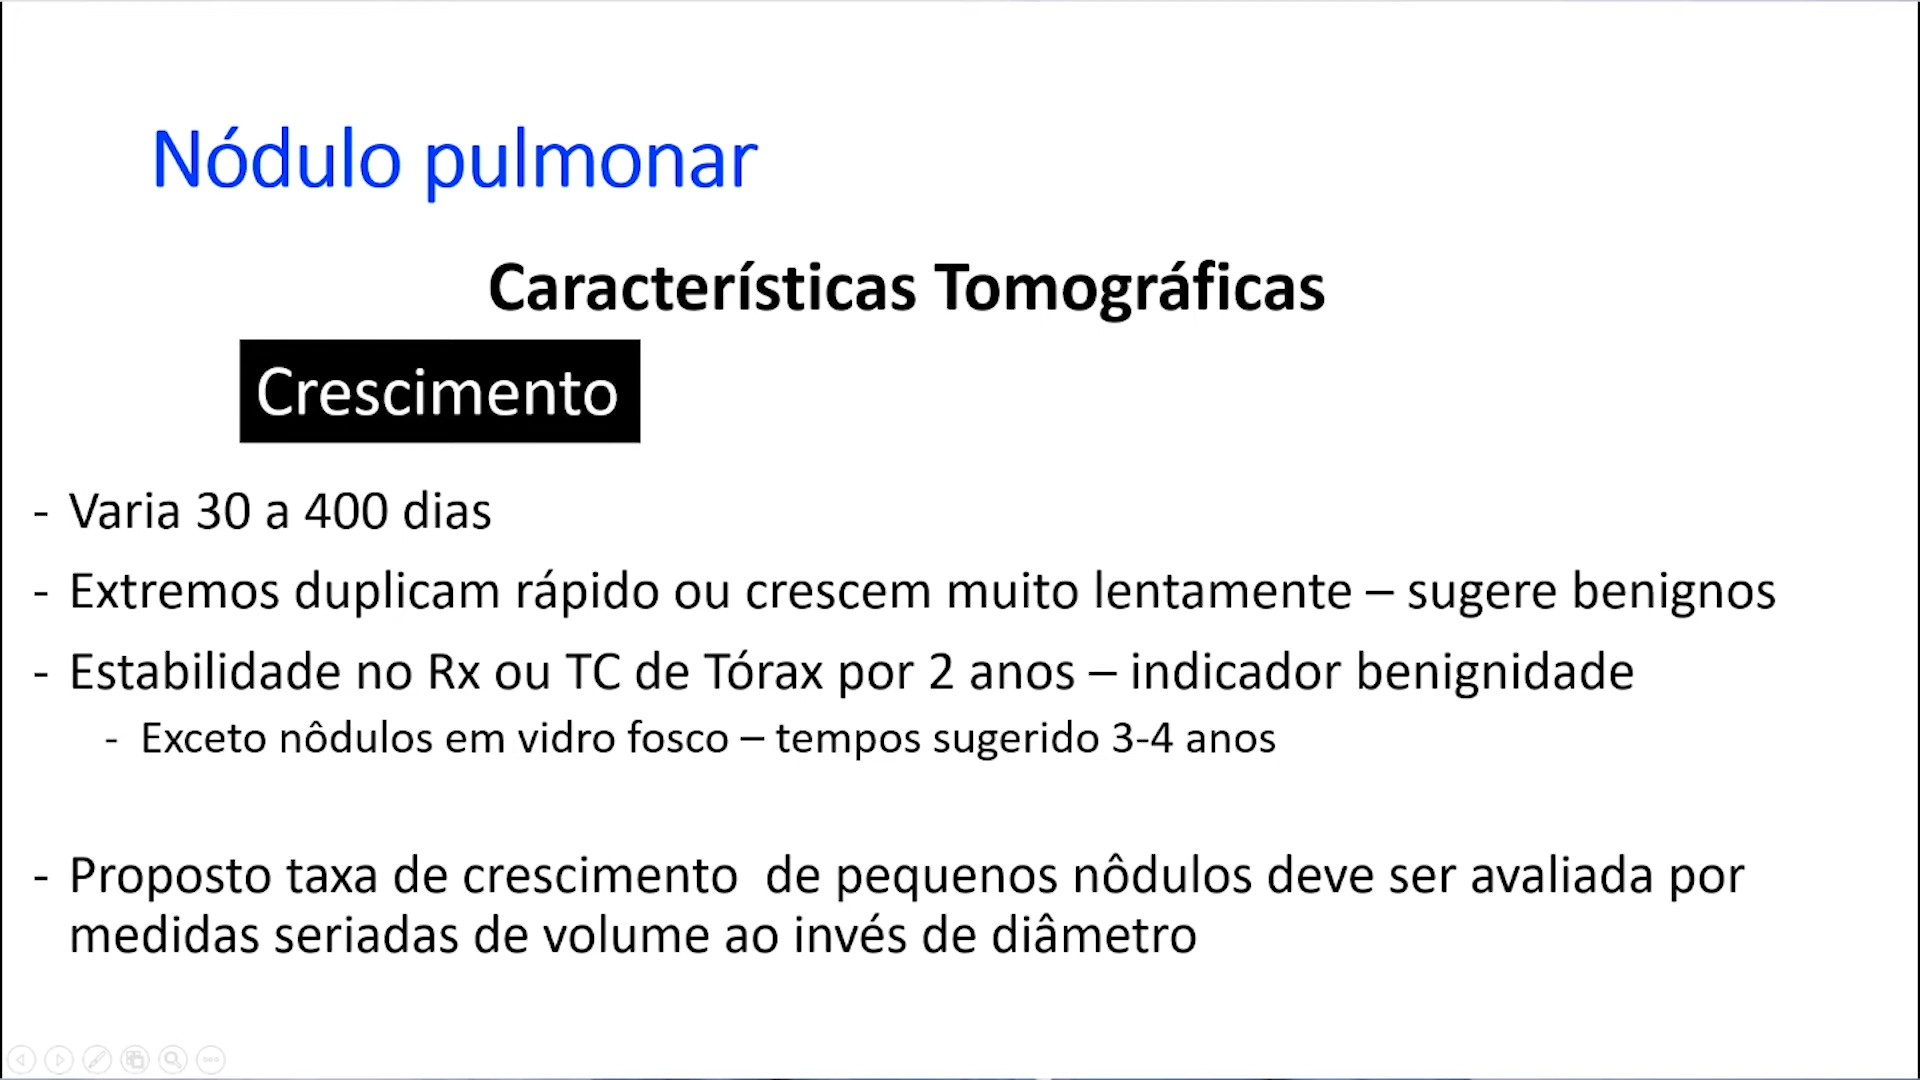 Nódulo pulmonar
Características Tomográficas
Crescimento
- Varia 30 a 400 dias
- Extremos duplicam rápido ou crescem muito lentamente – sugere benignos
- Estabilidade no Rx ou TC de Tórax por 2 anos – indicador benignidade
- Exceto nôdulos em vidro fosco – tempos sugerido 3-4 anos
- Proposto taxa de crescimento  de pequenos nôdulos deve ser avaliada por
medidas seriadas de volume ao invés de diâmetro